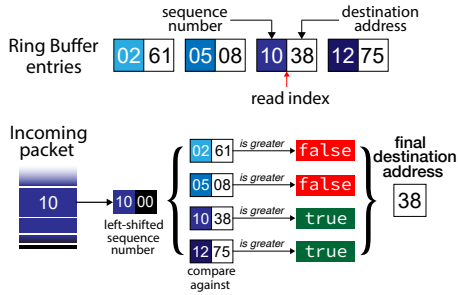 sequence number
destination address
Ring Buffer entries
02 61
05 08
10 38
12 75
read index
Incoming packet
10
10 00
left-shifted sequence number
02 61 is greater false
05 08 is greater false
10 38 is greater true
12 75 is greater true
compare against
final destination address
38